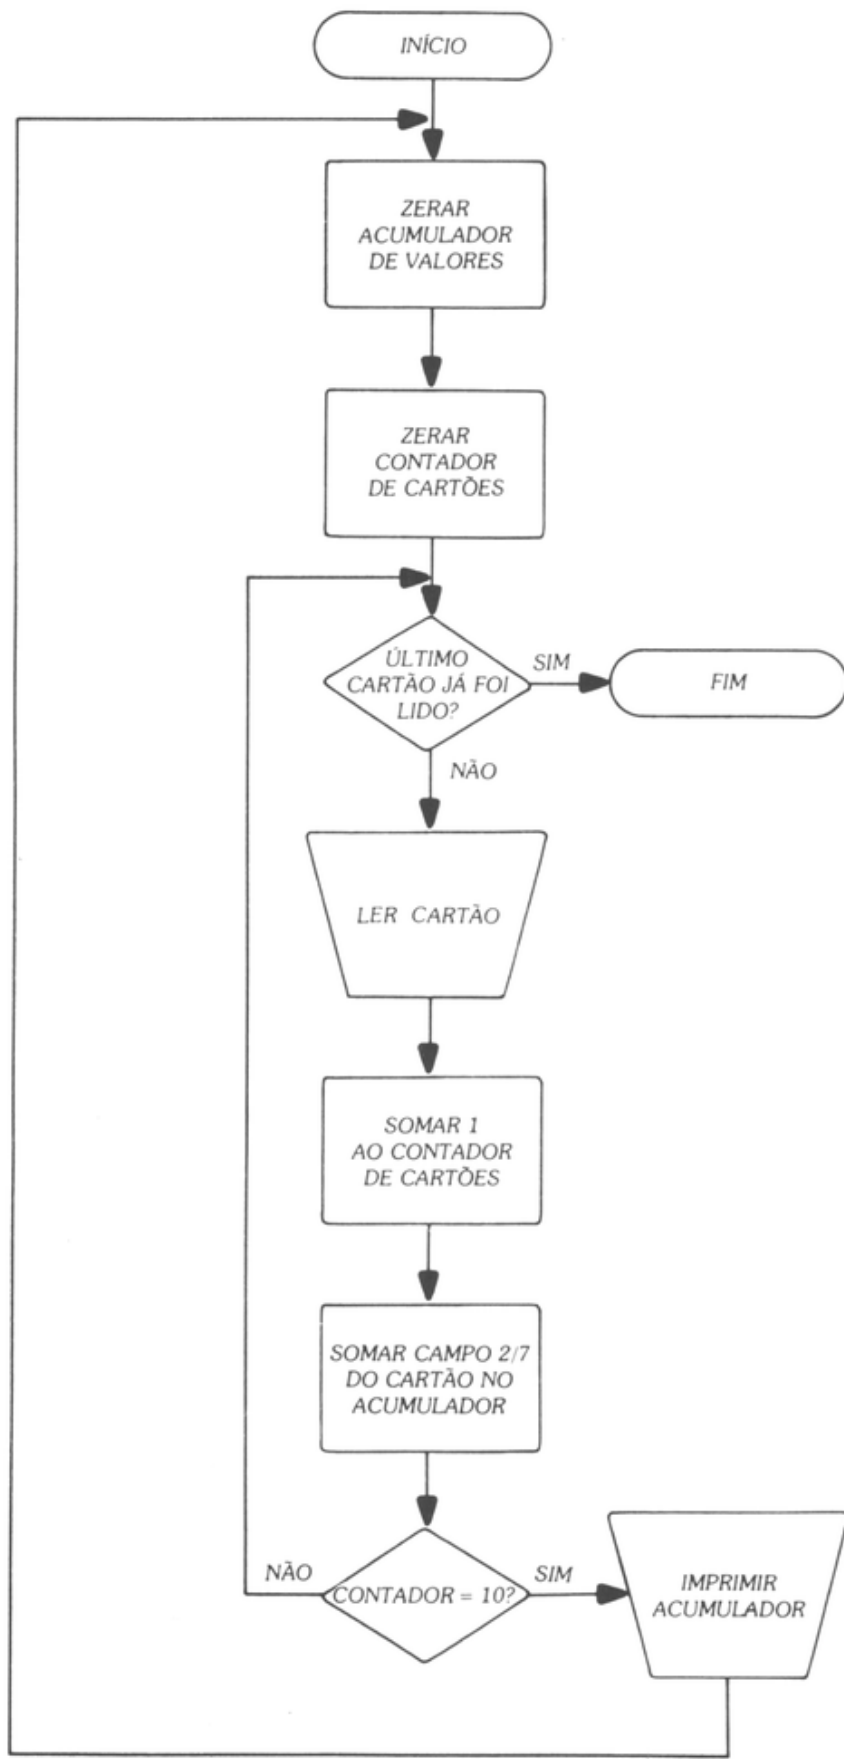 INÍCIO
ZERAR
ACUMULADOR
DE VALORES
ZERAR
CONTADOR
DE CARTÕES
ÚLTIMO
CARTÃO JÁ FOI
LIDO?
SIM
FIM
NÃO
LER CARTÃO
SOMAR 1
AO CONTADOR
DE CARTÕES
SOMAR CAMPO 2/7
DO CARTÃO NO
ACUMULADOR
NÃO
CONTADOR = 10?
SIM
IMPRIMIR
ACUMULADOR